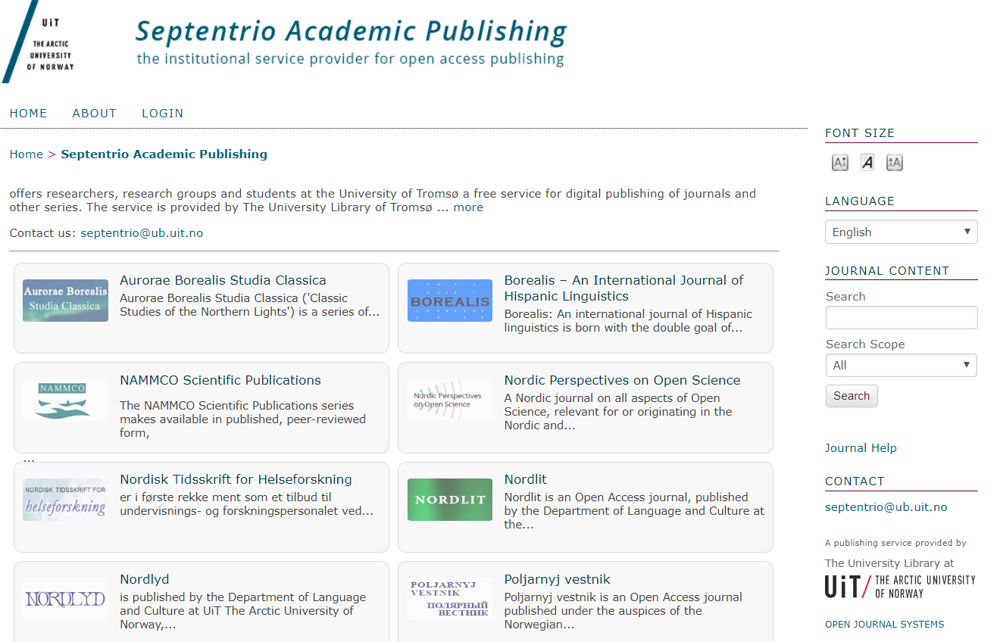 UiT
THE ARCTIC
UNIVERSITY
OF NORWAY
Septentrio Academic Publishing
the institutional service provider for open access publishing
HOME ABOUT LOGIN
Home > Septentrio Academic Publishing
offers researchers, research groups and students at the University of Tromsø a free service for digital publishing of journals and
other series. The service is provided by The University Library of Tromsø ... more
Contact us: septentrio@ub.uit.no
Aurorae Borealis
Studia Classica
Aurorae Borealis Studia Classica
Aurorae Borealis Studia Classica ('Classic
Studies of the Northern Lights') is a series of...
BOREALIS
Borealis – An International Journal of
Hispanic Linguistics
Borealis: An international journal of Hispanic
linguistics is born with the double goal of...
NAMMCO
NAMMCO Scientific Publications
The NAMMCO Scientific Publications series
makes available in published, peer-reviewed
form,
...
Nordic Perspectives
on Open Science
Nordic Perspectives on Open Science
A Nordic journal on all aspects of Open
Science, relevant for or originating in the
Nordic and...
NORDISK TIDSSKRIFT FOR
helseforskning
Nordisk Tidsskrift for Helseforskning
er i første rekke ment som et tilbud til
undervisnings- og forskningspersonalet ved...
NORDLIT
Nordlit
Nordlit is an Open Access journal, published
by the Department of Language and Culture at
the...
NORDLYD
Nordlyd
is published by the Department of Language
and Culture at UiT The Arctic University of
Norway,...
POLJARNYJ
VESTNIK
ПОЛЯРНЫЙ
ВЕСТНИК
Poljarnyj vestnik
Poljarnyj vestnik is an Open Access journal
published under the auspices of the
Norwegian...
FONT SIZE
A A A
LANGUAGE
English
JOURNAL CONTENT
Search
Search Scope
All
Search
Journal Help
CONTACT
septentrio@ub.uit.no
A publishing service provided by
The University Library at
UiT/ THE ARCTIC UNIVERSITY
OF NORWAY
OPEN JOURNAL SYSTEMS